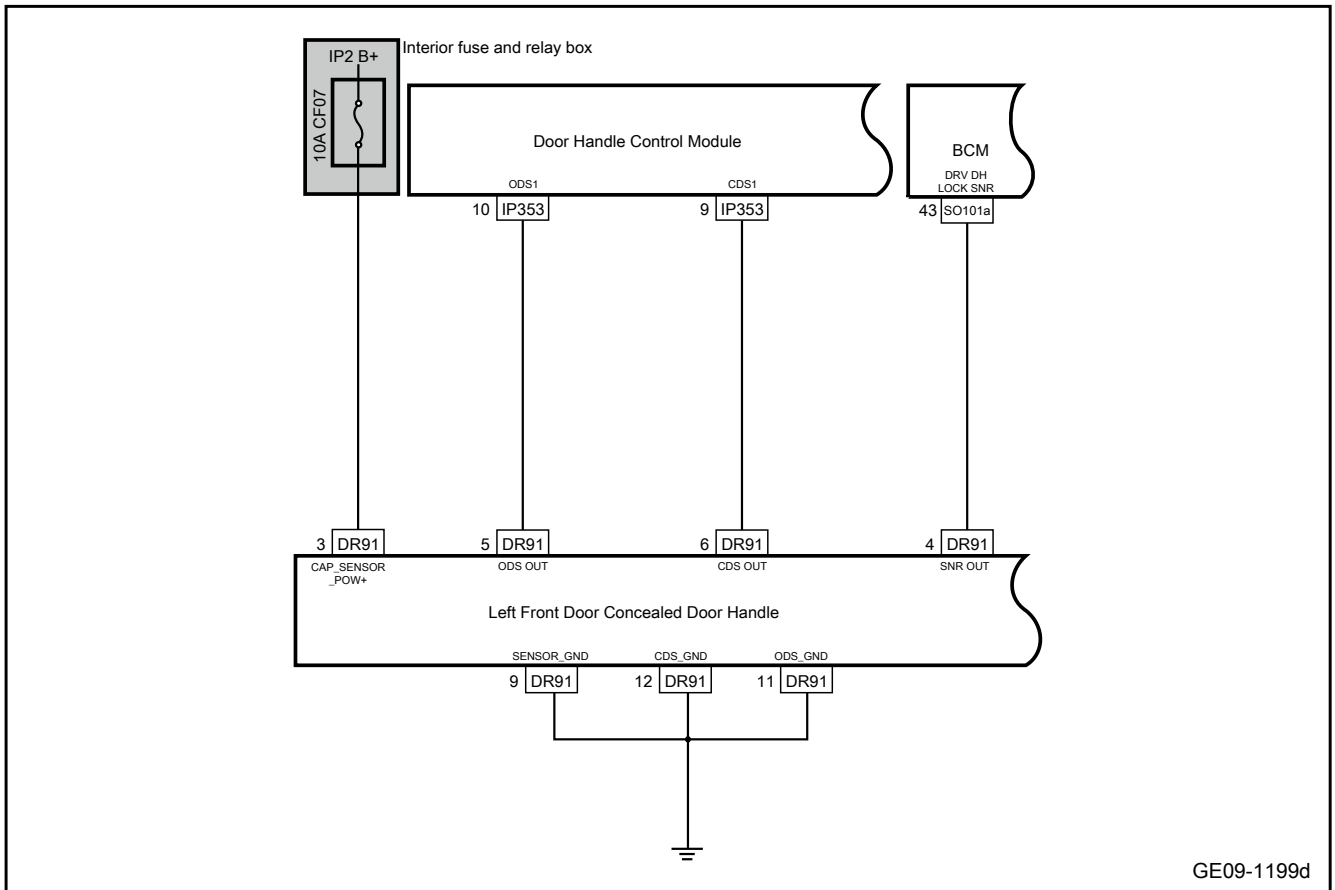 Interior fuse and relay box
IP2 B+
10A CF07
Door Handle Control Module
BCM
DRV DH
LOCK SNR
ODS1
CDS1
10 IP353
9 IP353
43 SO101a
3 DR91
5 DR91
6 DR91
4 DR91
CAP_SENSOR
_POW+
ODS OUT
CDS OUT
SNR OUT
Left Front Door Concealed Door Handle
SENSOR_GND
CDS_GND
ODS_GND
9 DR91
12 DR91
11 DR91
GE09-1199d